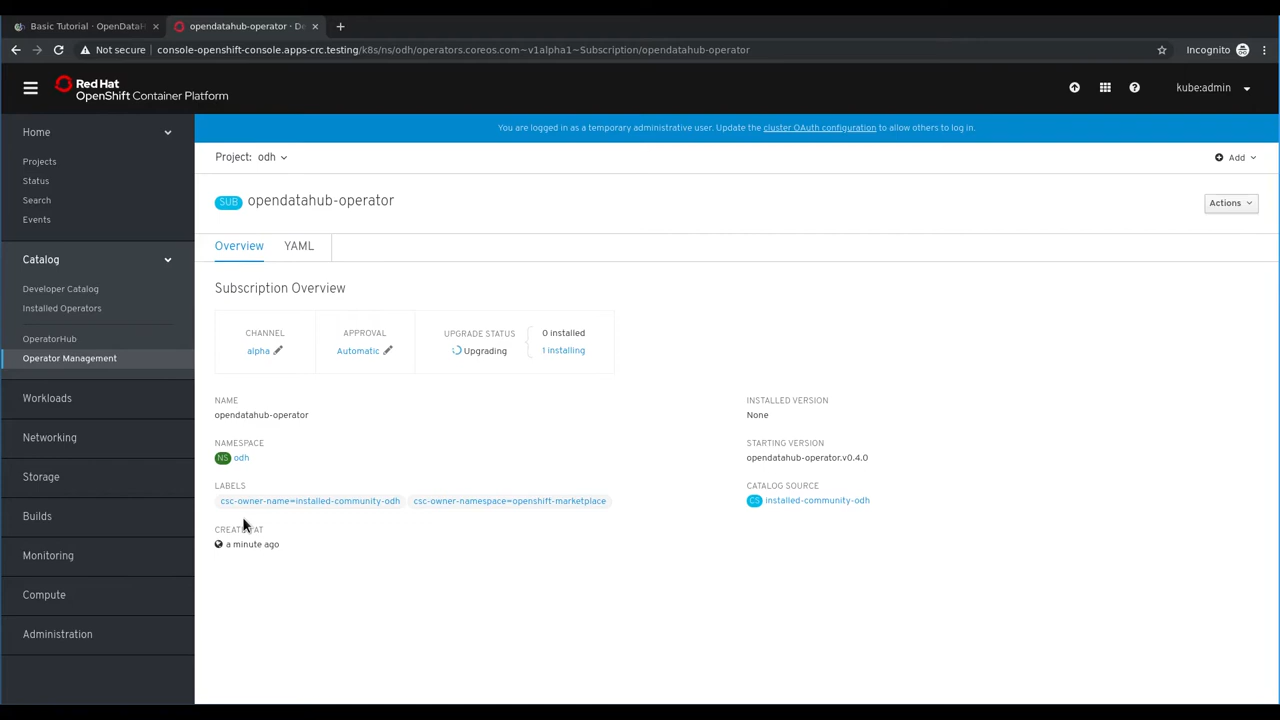 Basic Tutorial · OpenDataH
opendatahub-operator · De
Not secure
console-openshift-console.apps-crc.testing/k8s/ns/odh/operators.coreos.com~v1alpha1~Subscription/opendatahub-operator
Incognito
Red Hat
OpenShift Container Platform
kube:admin
You are logged in as a temporary administrative user. Update the cluster OAuth configuration to allow others to log in.
Home
Projects
Status
Search
Events
Catalog
Developer Catalog
Installed Operators
OperatorHub
Operator Management
Workloads
Networking
Storage
Builds
Monitoring
Compute
Administration
Project: odh
Add
SUB opendatahub-operator
Actions
Overview YAML
Subscription Overview
CHANNEL
alpha
APPROVAL
Automatic
UPGRADE STATUS
Upgrading
0 installed
1 installing
NAME
opendatahub-operator
NAMESPACE
NS odh
LABELS
csc-owner-name=installed-community-odh csc-owner-namespace=openshift-marketplace
a minute ago
INSTALLED VERSION
None
STARTING VERSION
opendatahub-operator.v0.4.0
CATALOG SOURCE
CS installed-community-odh